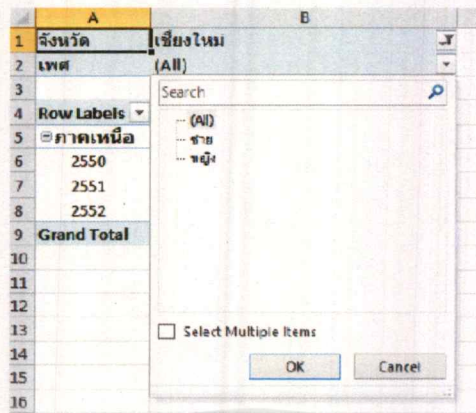 A B
1 จังหวัด เชียงใหม่
2 เพศ (All)
3 Search
4 Row Labels (All)
5 ภาคเหนือ ชาย
6 2550 หญิง
7 2551
8 2552
9 Grand Total
10
11
12
13 Select Multiple Items
14
15 OK Cancel
16